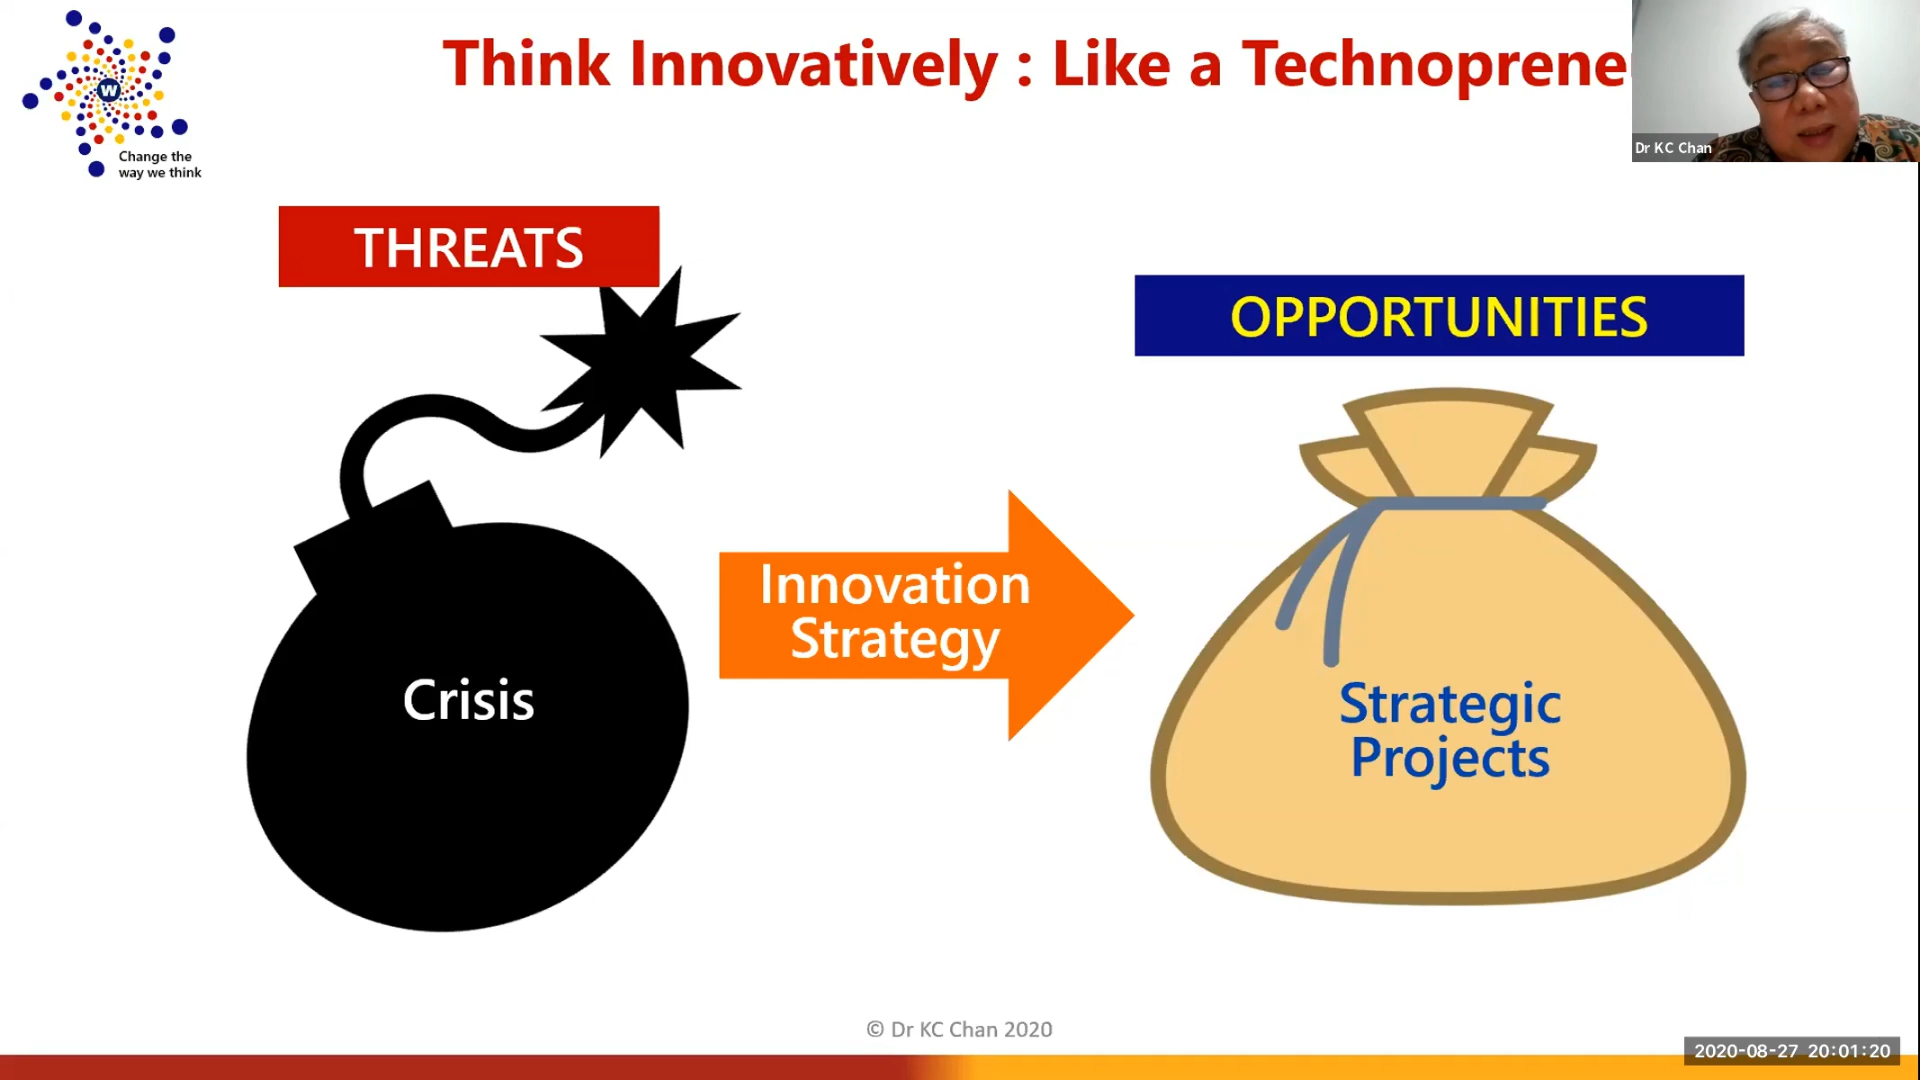 Think Innovatively : Like a Technoprene
Dr KC Chan
W
Change the
way we think
THREATS
OPPORTUNITIES
Innovation
Strategy
Crisis
Strategic
Projects
© Dr KC Chan 2020
2020-08-27 20:01:20